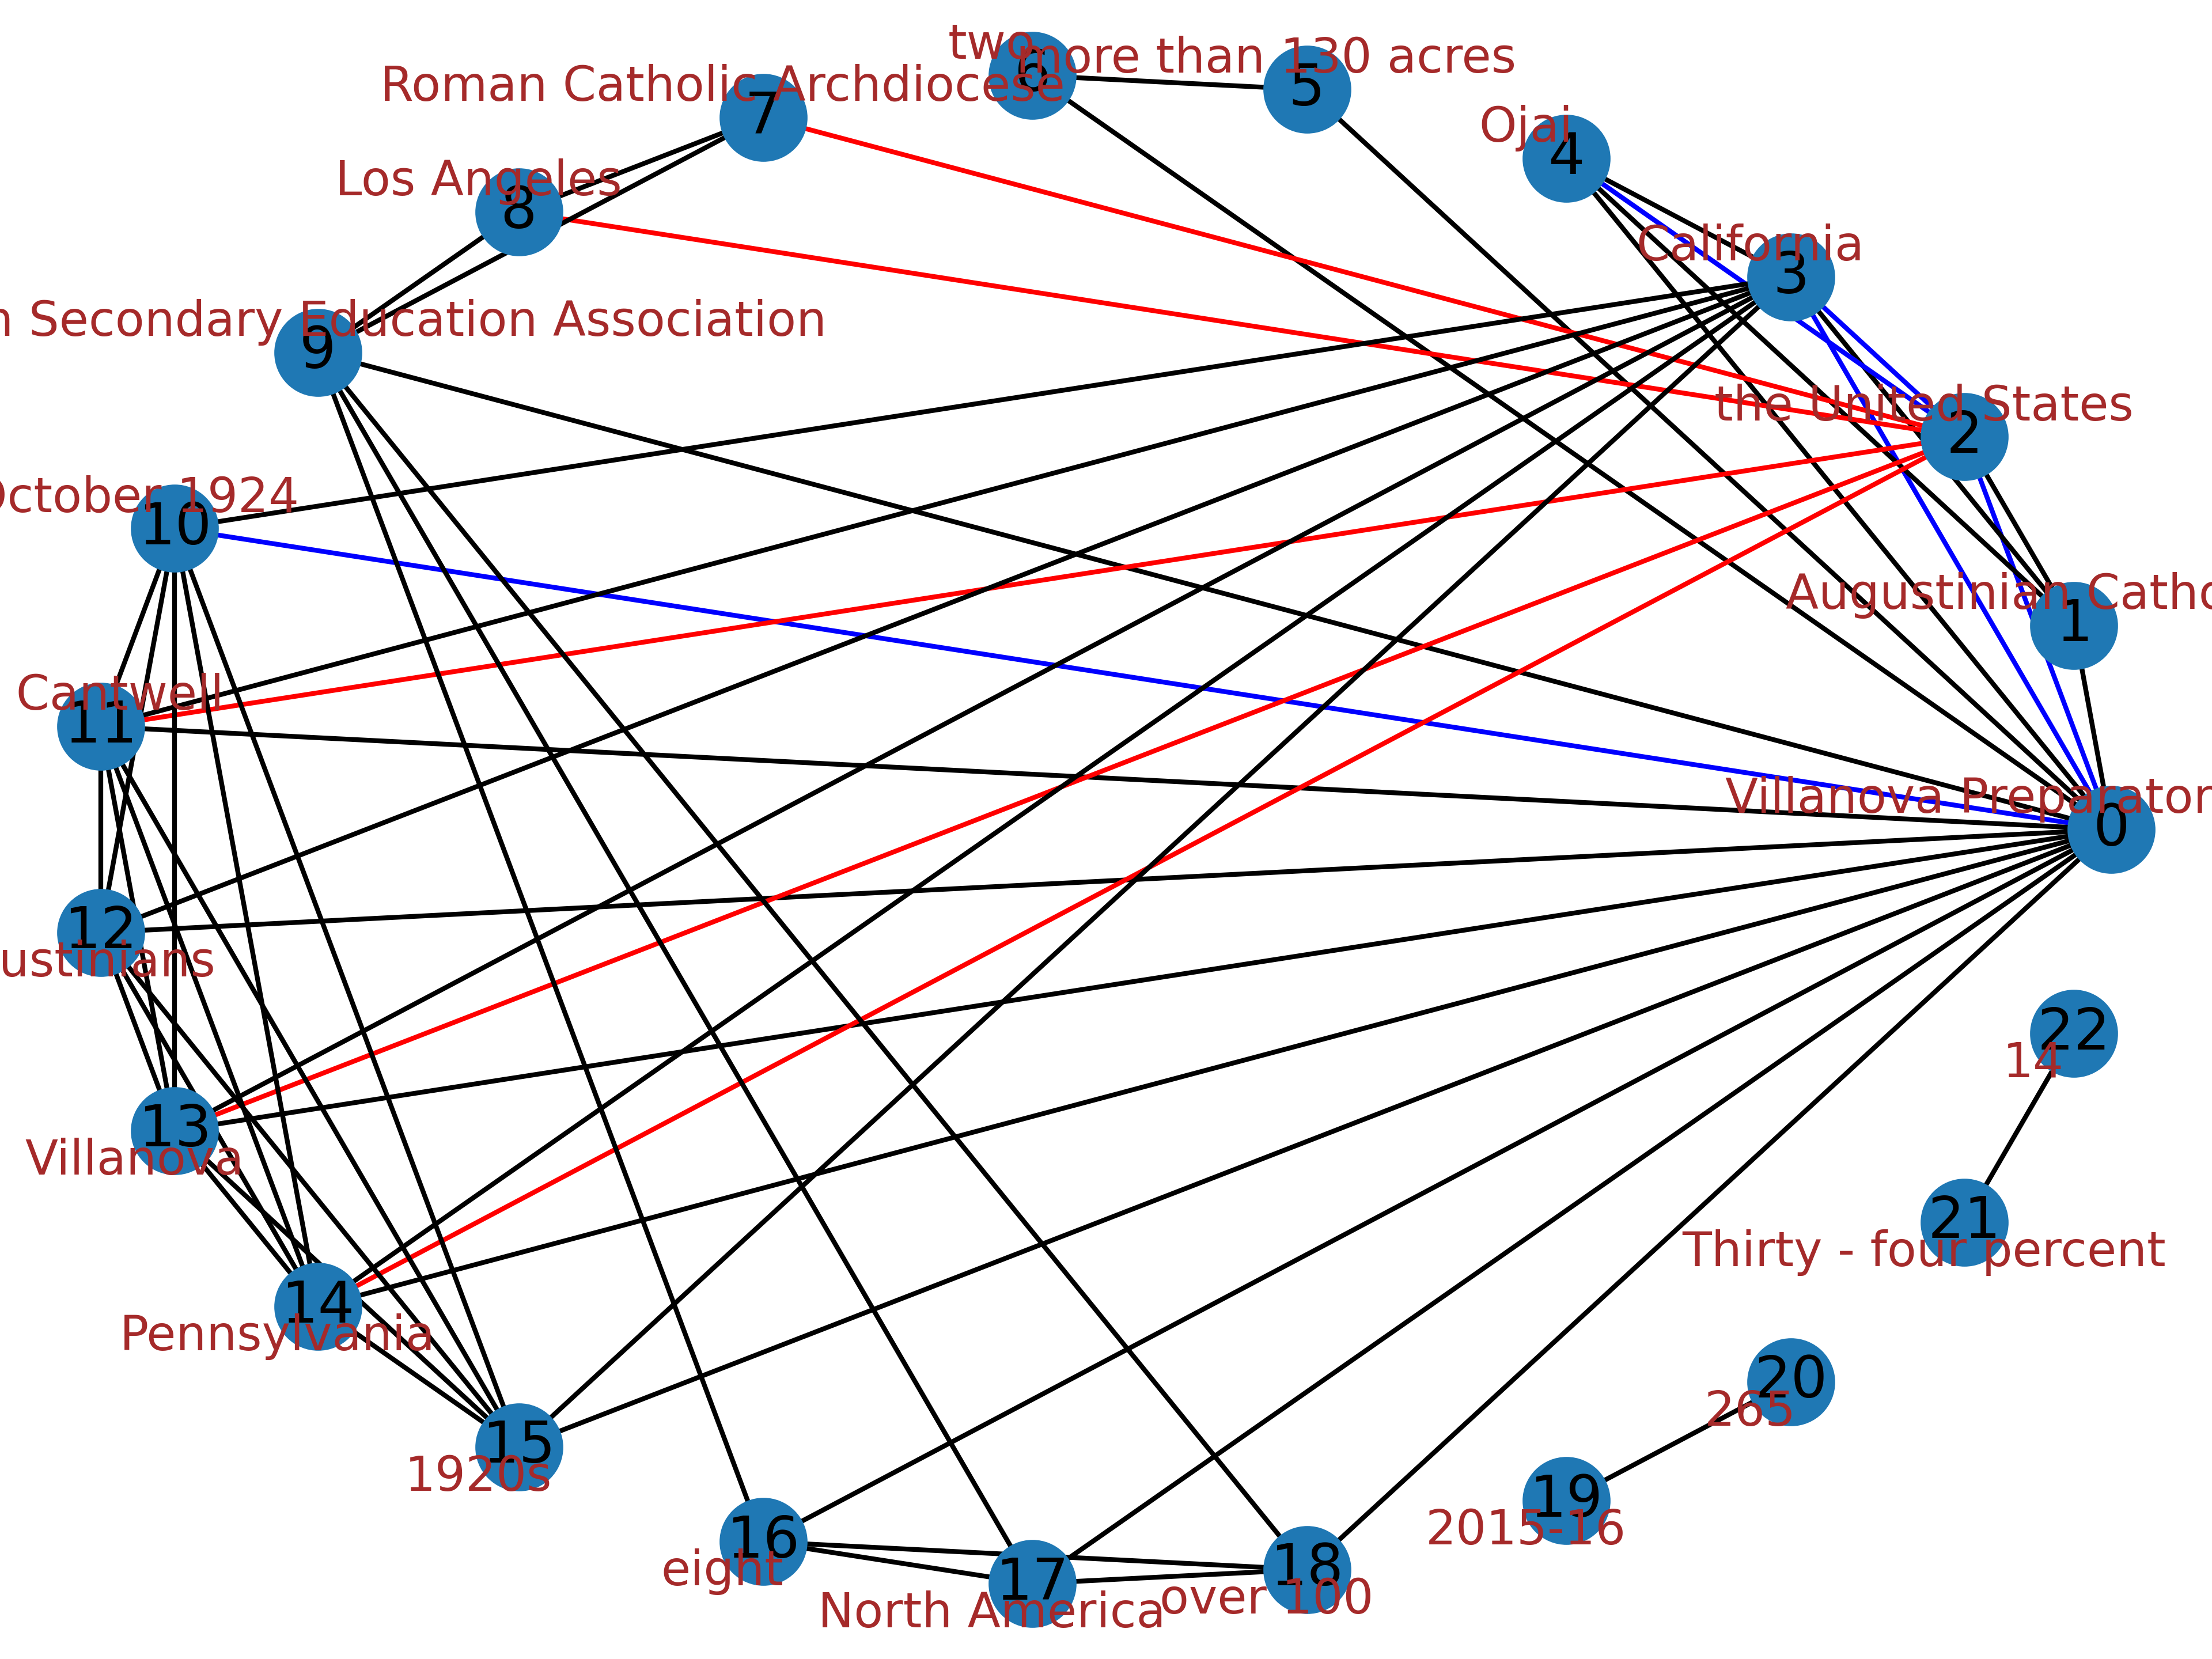 two
more than 130 acres
6
5
Roman Catholic Archdiocese
7
Ojai
4
Los Angeles
8
California
3
Secondary Education Association
9
the United States
2
October 1924
10
Augustinian
1
Cantwell
11
Villanova
0
12
22
14
13
Villanova
21
Thirty - four percent
14
Pennsylvania
20
265
15
1920s
19
2015-16
16
eight
18
over 100
17
North America